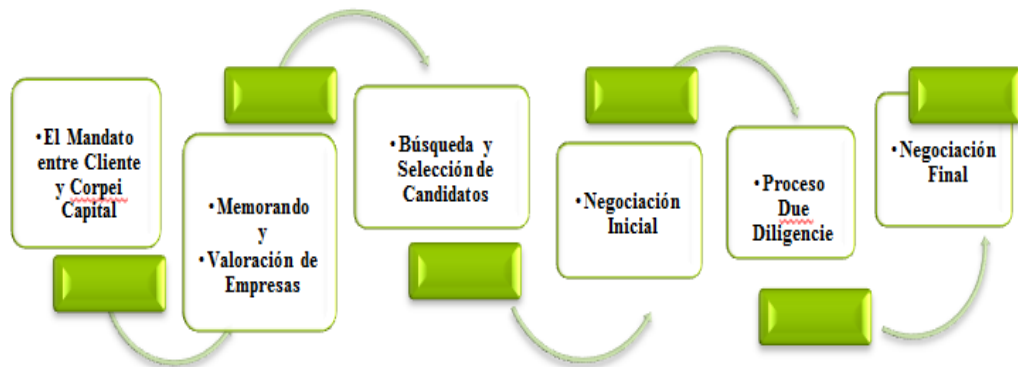 •El Mandato
entre Cliente
y Corpei
Capital
• Memorando
y
• Valoración de
Empresas
• Búsqueda y
Selección de
Candidatos
• Negociación
Inicial
• Proceso
Due
Diligencie
• Negociación
Final